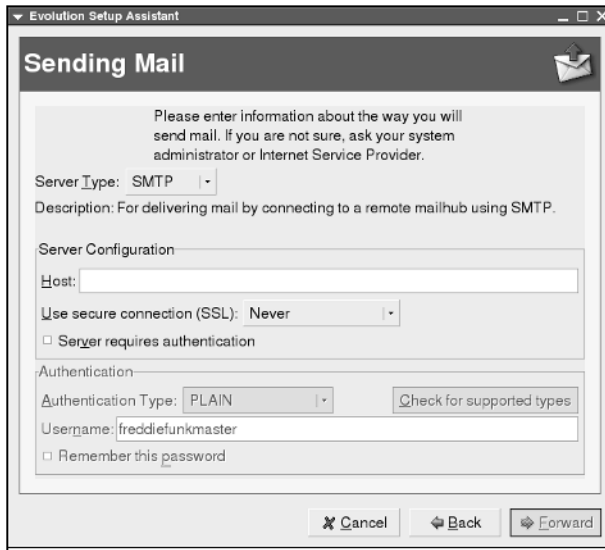 Evolution Setup Assistant
Sending Mail
Please enter information about the way you will
send mail. If you are not sure, ask your system
administrator or Internet Service Provider.
Server Type: SMTP
Description: For delivering mail by connecting to a remote mailhub using SMTP.
Server Configuration
Host:
Use secure connection (SSL): Never
Server requires authentication
Authentication
Authentication Type: PLAIN Check for supported types
Username: freddiefunkmaster
Remember this password
Cancel Back Forward